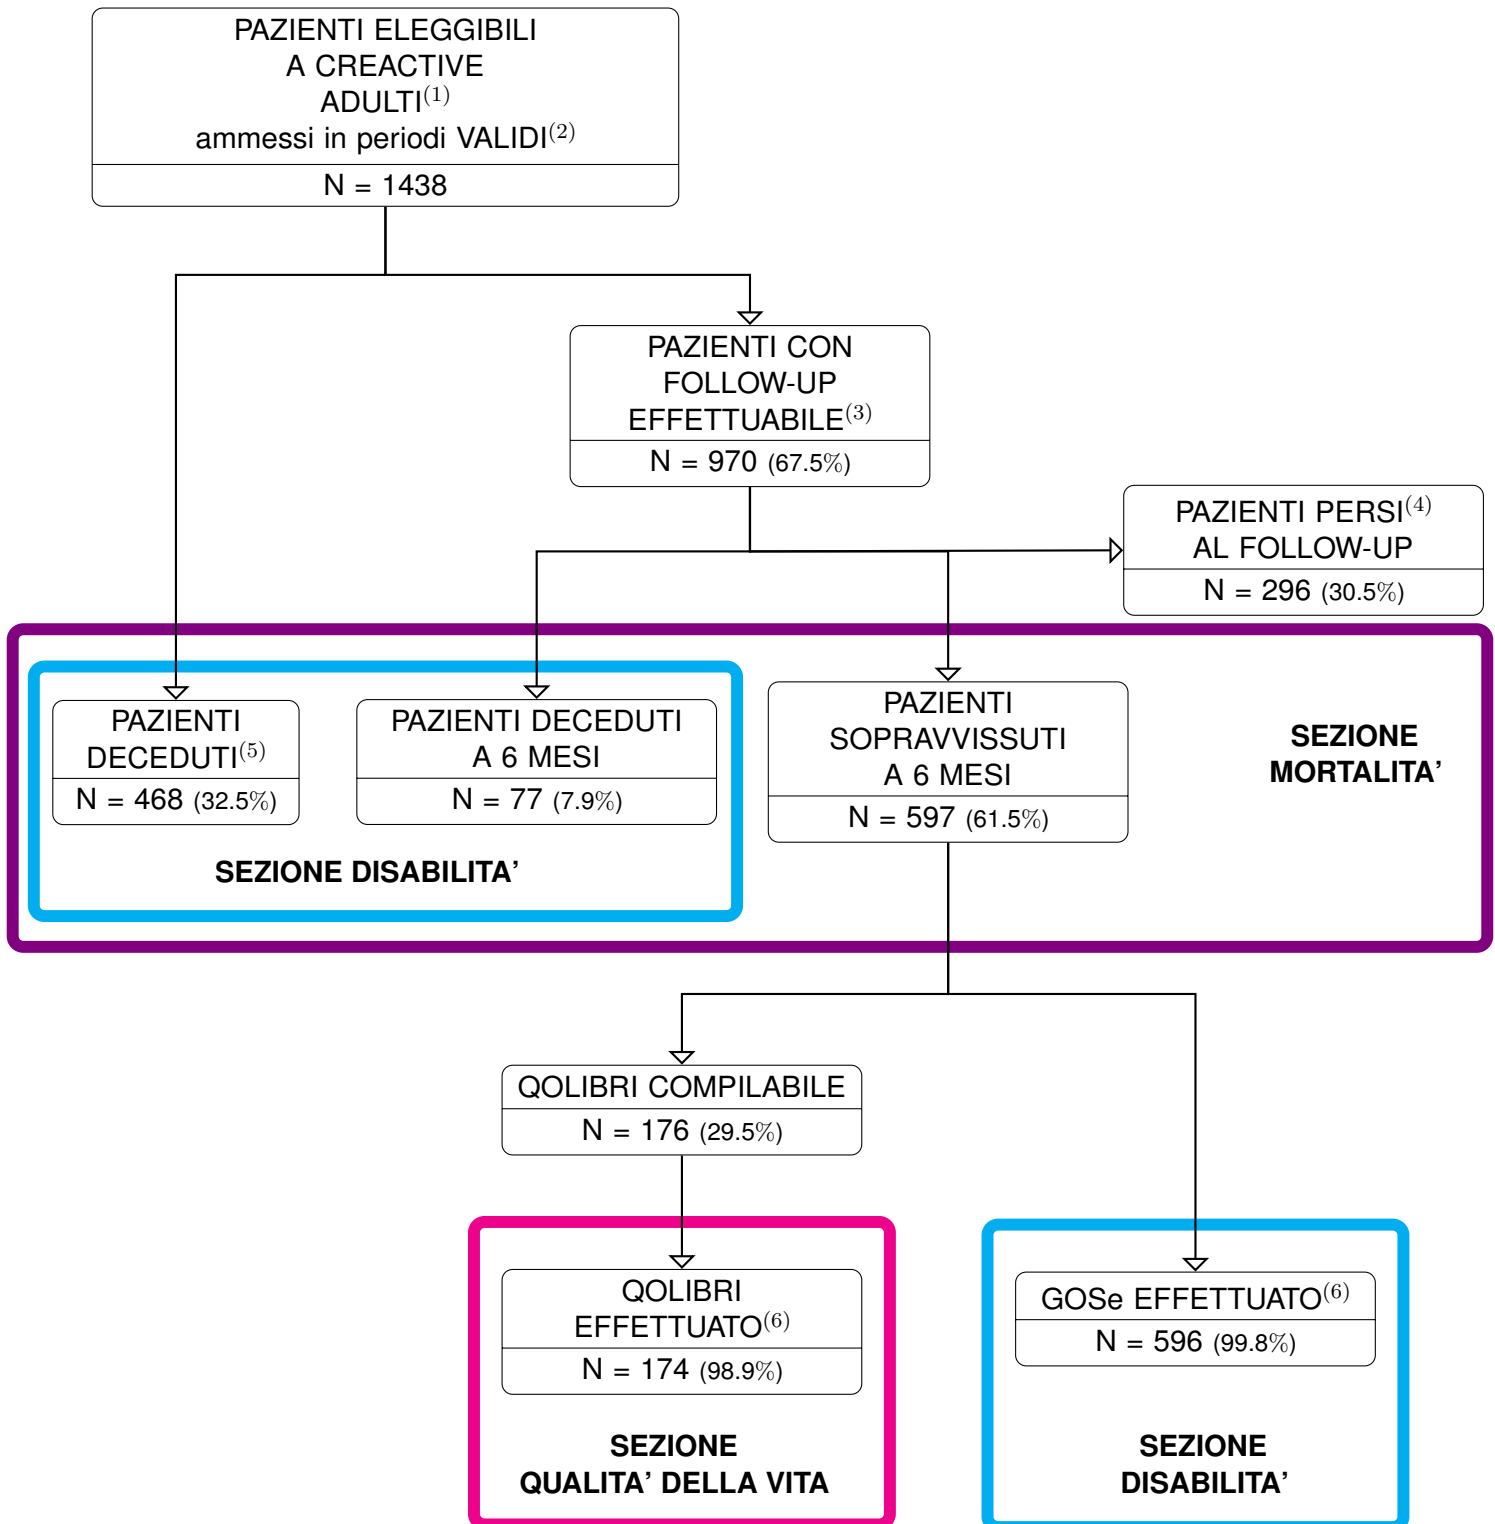 PAZIENTI ELEGGIBILI
A CREACTIVE
ADULTI(1)
ammessi in periodi VALIDI(2)
N = 1438
PAZIENTI CON
FOLLOW-UP
EFFETTUABILE(3)
N = 970 (67.5%)
PAZIENTI PERSI(4)
AL FOLLOW-UP
N = 296 (30.5%)
PAZIENTI
DECEDUTI(5)
N = 468 (32.5%)
PAZIENTI DECEDUTI
A 6 MESI
N = 77 (7.9%)
SEZIONE DISABILITA’
PAZIENTI
SOPRAVVISSUTI
A 6 MESI
N = 597 (61.5%)
SEZIONE
MORTALITA’
QOLIBRI COMPILABILE
N = 176 (29.5%)
QOLIBRI
EFFETTUATO(6)
N = 174 (98.9%)
SEZIONE
QUALITA’ DELLA VITA
GOSe EFFETTUATO(6)
N = 596 (99.8%)
SEZIONE
DISABILITA’